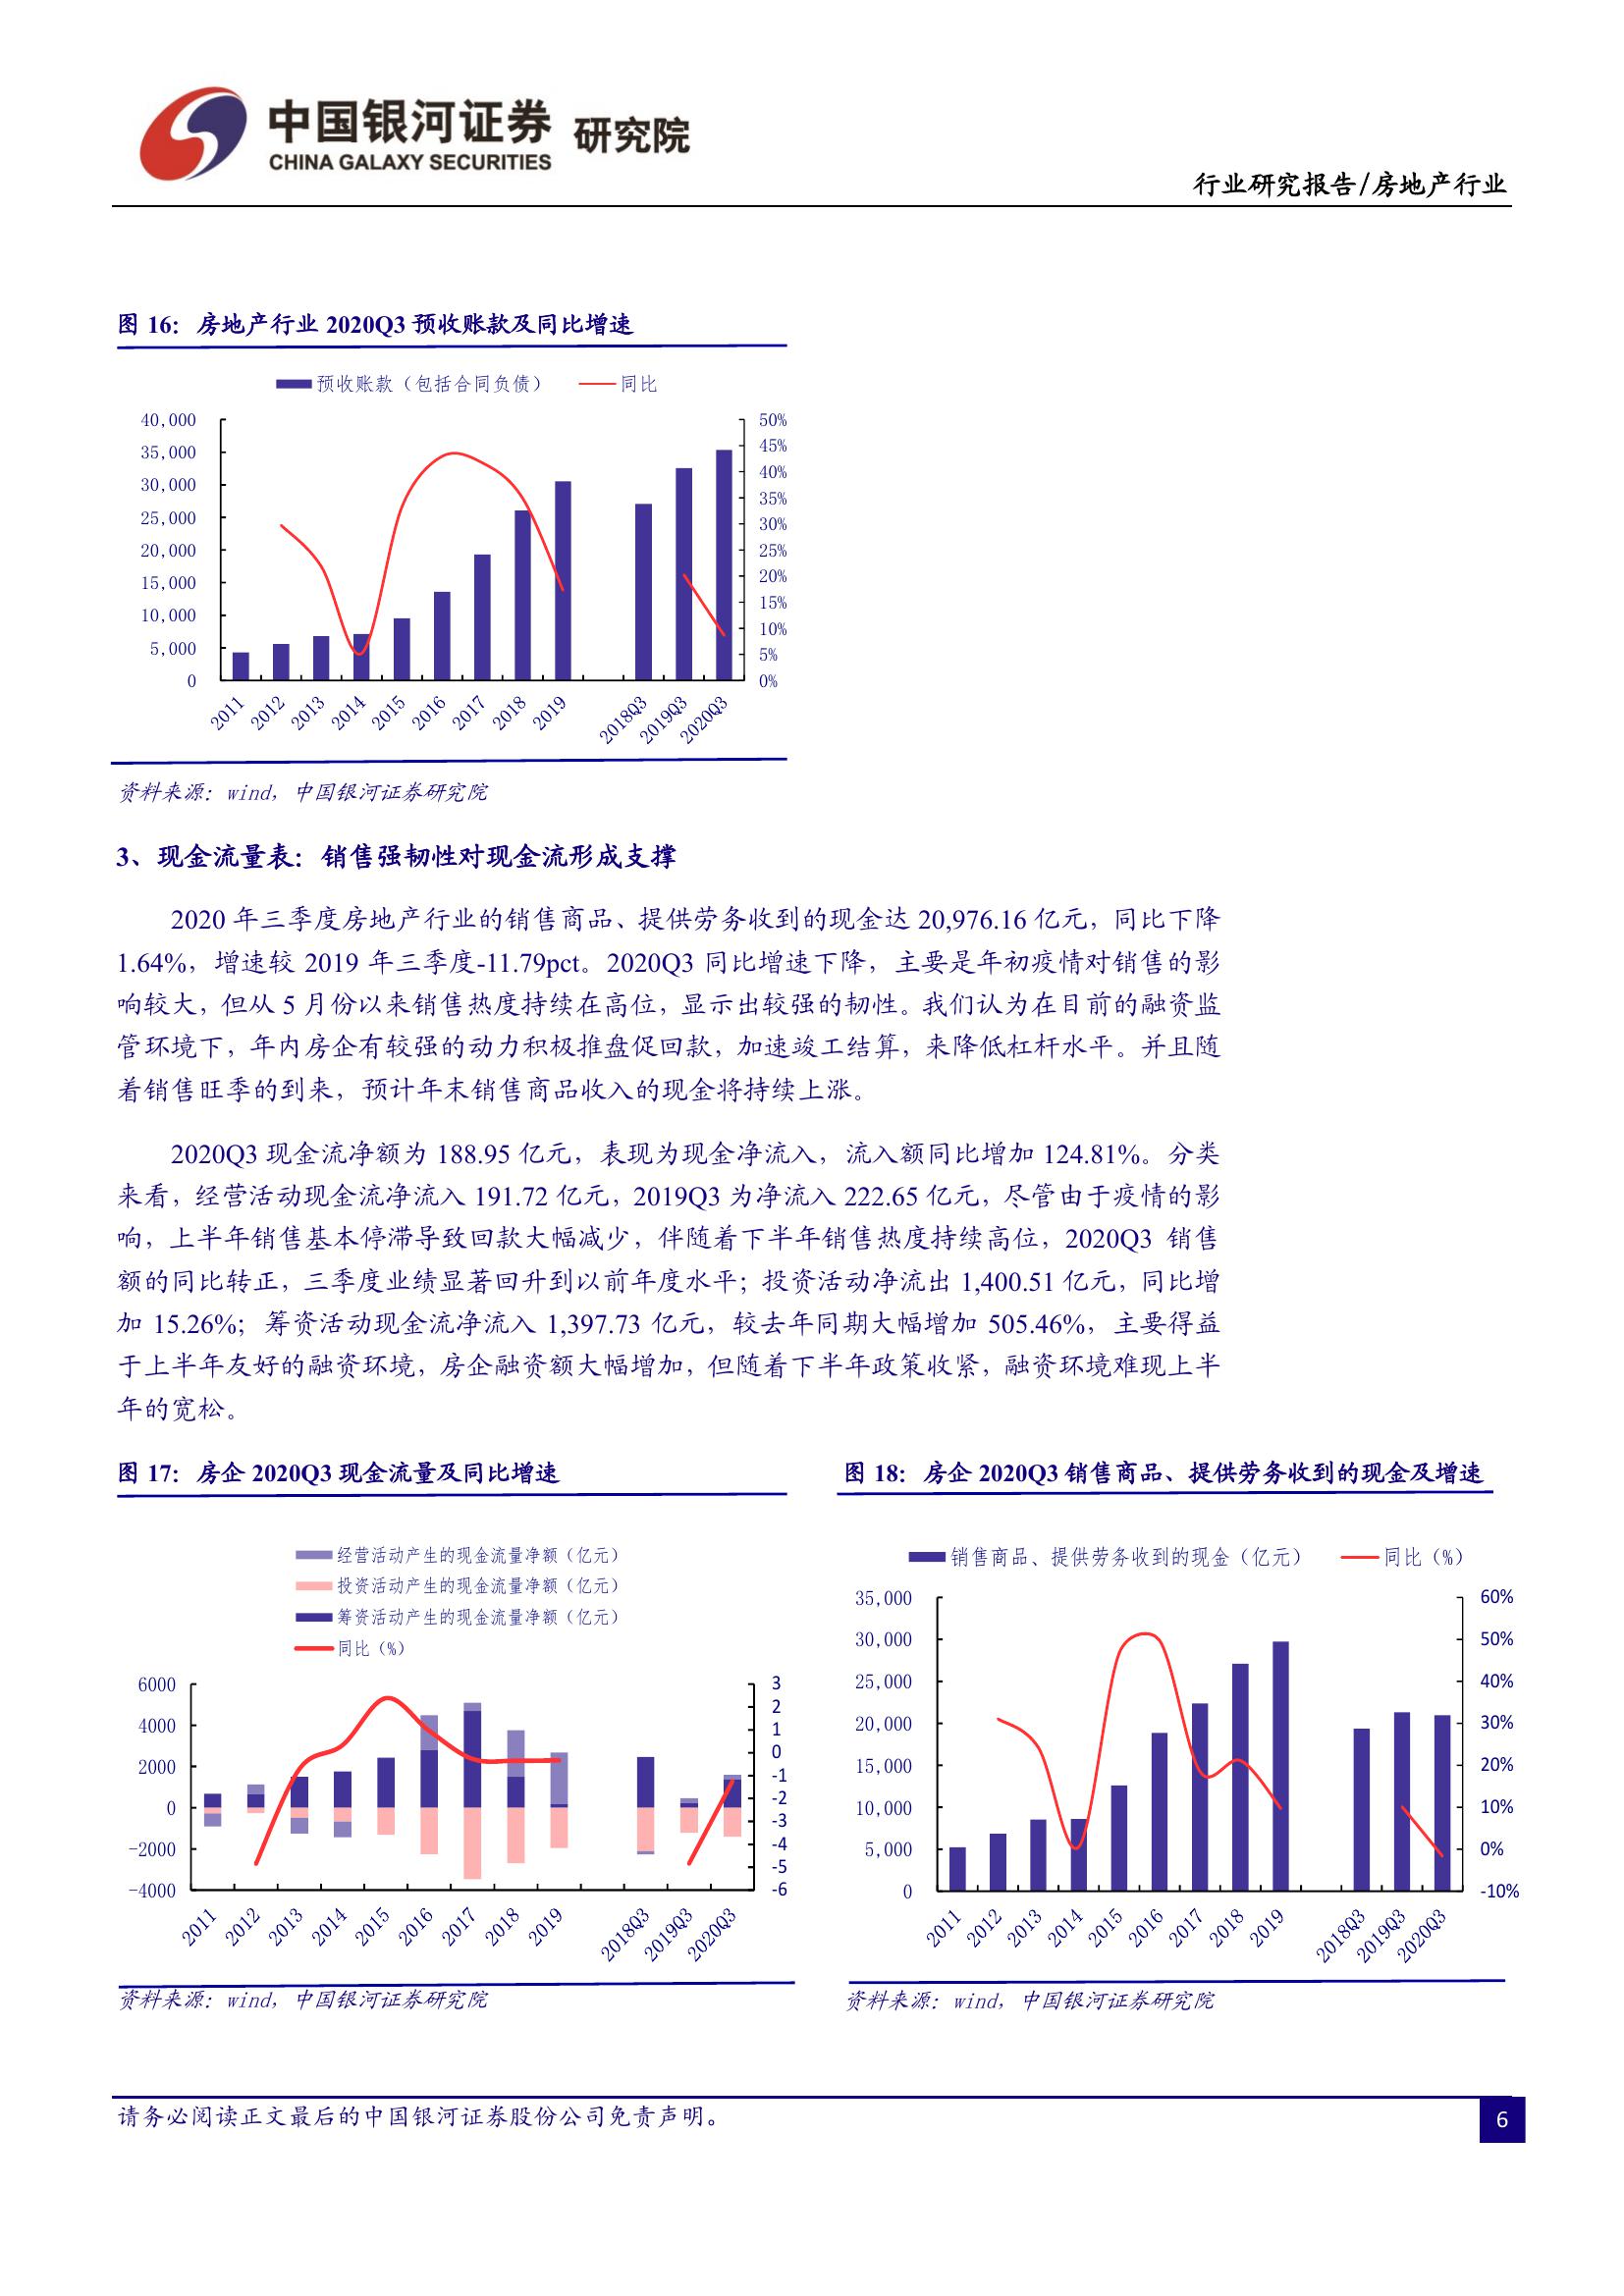 中国银河证券 研究院
CHINA GALAXY SECURITIES
行业研究报告/房地产行业
图 16：房地产行业 2020Q3 预收账款及同比增速
预收账款（包括合同负债） 同比
40,000 50%
35,000 45%
30,000 40%
25,000 35%
20,000 30%
15,000 25%
10,000 20%
5,000 15%
0 10%
5%
0%
2011 2012 2013 2014 2015 2016 2017 2018 2019 2018Q3 2019Q3 2020Q3
资料来源：wind，中国银河证券研究院
3、现金流量表：销售强韧性对现金流形成支撑
2020 年三季度房地产行业的销售商品、提供劳务收到的现金达 20,976.16 亿元，同比下降
1.64%，增速较 2019 年三季度-11.79pct。2020Q3 同比增速下降，主要是年初疫情对销售的影
响较大，但从 5 月份以来销售热度持续在高位，显示出较强的韧性。我们认为在目前的融资监
管环境下，年内房企有较强的动力积极推盘促回款，加速竣工结算，来降低杠杆水平。并且随
着销售旺季的到来，预计年末销售商品收入的现金将持续上涨。
2020Q3 现金流净额为 188.95 亿元，表现为现金净流入，流入额同比增加 124.81%。分类
来看，经营活动现金流净流入 191.72 亿元，2019Q3 为净流入 222.65 亿元，尽管由于疫情的影
响，上半年销售基本停滞导致回款大幅减少，伴随着下半年销售热度持续高位，2020Q3 销售
额的同比转正，三季度业绩显著回升到以前年度水平；投资活动净流出 1,400.51 亿元，同比增
加 15.26%；筹资活动现金流净流入 1,397.73 亿元，较去年同期大幅增加 505.46%，主要得益
于上半年友好的融资环境，房企融资额大幅增加，但随着下半年政策收紧，融资环境难现上半
年的宽松。
图 17：房企 2020Q3 现金流量及同比增速
经营活动产生的现金流量净额（亿元）
投资活动产生的现金流量净额（亿元）
筹资活动产生的现金流量净额（亿元）
同比（%）
6000 3
4000 2
2000 1
0 0
-2000 -1
-4000 -2
-3
-4
-5
-6
2011 2012 2013 2014 2015 2016 2017 2018 2019 2018Q3 2019Q3 2020Q3
资料来源：wind，中国银河证券研究院
图 18：房企 2020Q3 销售商品、提供劳务收到的现金及增速
销售商品、提供劳务收到的现金（亿元） 同比（%）
35,000 60%
30,000 50%
25,000 40%
20,000 30%
15,000 20%
10,000 10%
5,000 0%
0 -10%
2011 2012 2013 2014 2015 2016 2017 2018 2019 2018Q3 2019Q3 2020Q3
资料来源：wind，中国银河证券研究院
请务必阅读正文最后的中国银河证券股份公司免责声明。
6